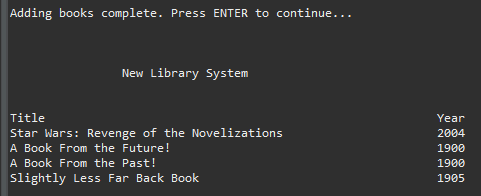 Adding books complete. Press ENTER to continue...
New Library System
Title Year
Star Wars: Revenge of the Novelizations 2004
A Book From the Future! 1900
A Book From the Past! 1900
Slightly Less Far Back Book 1905